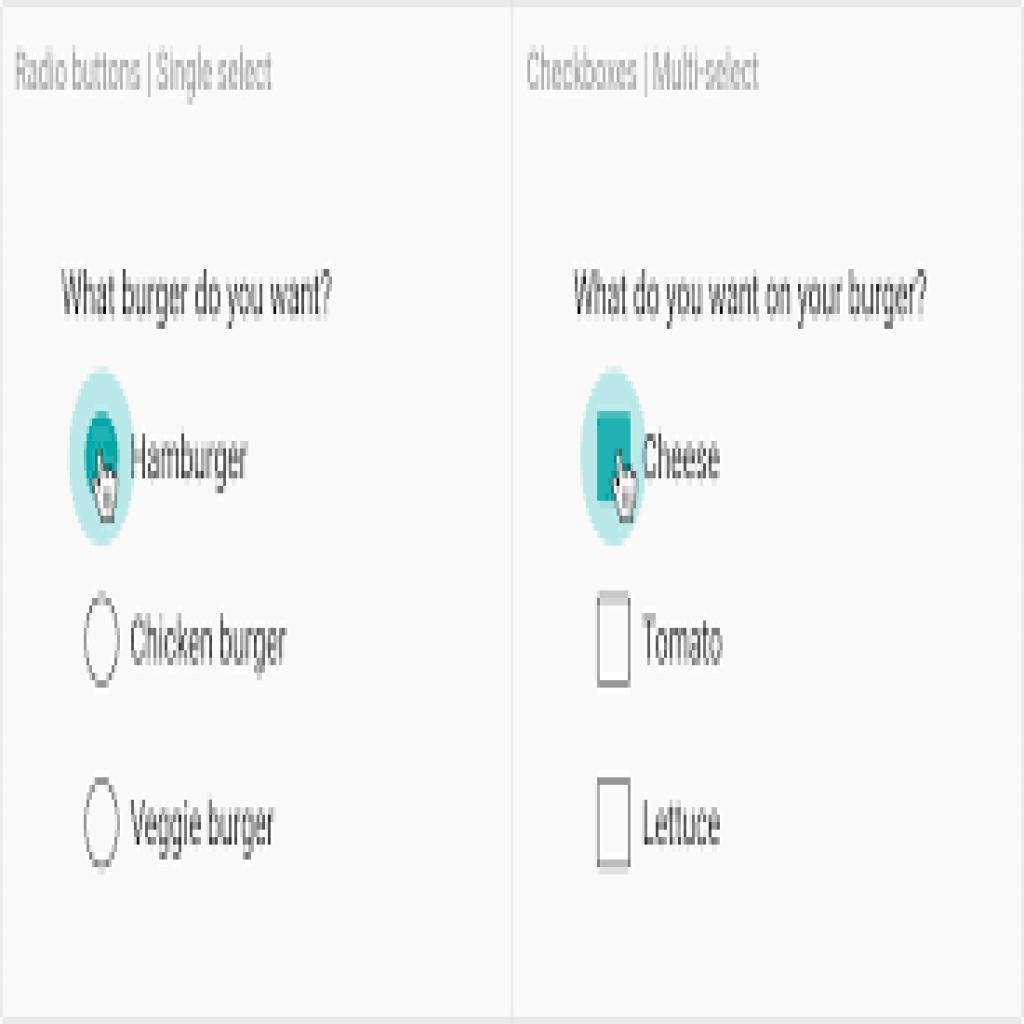 Radio buttons | Single select
What burger do you want?
Hamburger
Chicken burger
Veggie burger
Checkboxes | Multi-select
What do you want on your burger?
Cheese
Tomato
Lettuce